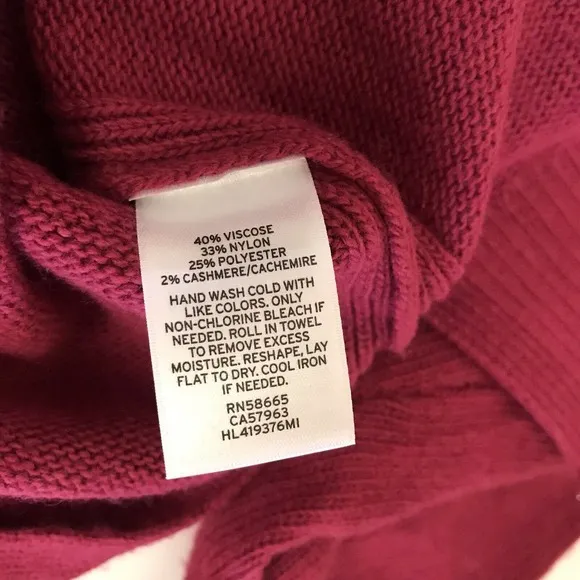 40% VISCOSE
33% NYLON
25% POLYESTER
2% CASHMERE/CACHEMIRE
HAND WASH COLD WITH
LIKE COLORS. ONLY
NON-CHLORINE BLEACH IF
NEEDED. ROLL IN TOWEL
TO REMOVE EXCESS
MOISTURE. RESHAPE, LAY
FLAT TO DRY. COOL IRON
IF NEEDED.
RN58665
CA57963
HL419376MI